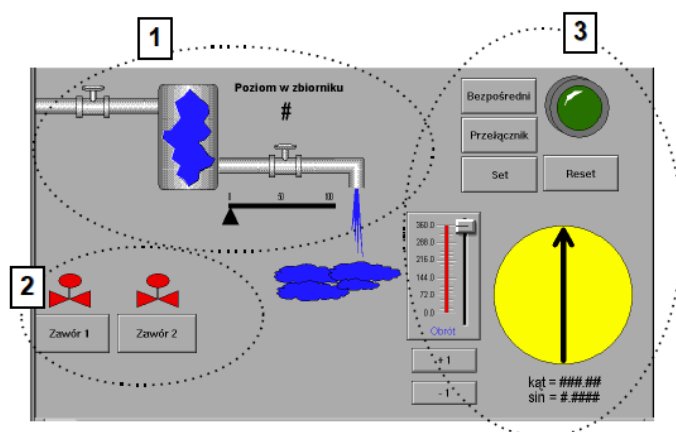 1
3
2
Poziom w zbiorniku
#
0 50 100
Bezpośredni
Przełącznik
Set
Reset
Zawór 1
Zawór 2
360.0
288.0
216.0
144.0
72.0
0.0
Obrót
+ 1
- 1
kąt = ###.##
sin = #.####